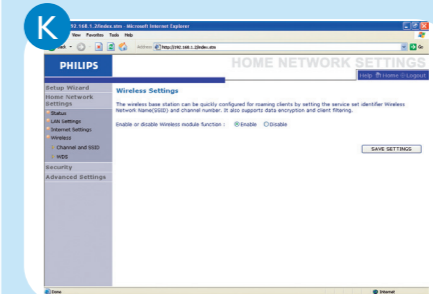 K
92.168.1.2/index.stm - Microsoft Internet Explorer
View Favorites Tools Help
Back
Address http://192.168.1.2/index.stm
Go
PHILIPS
HOME NETWORK SETTINGS
Help Home Logout
Setup Wizard
Home Network
Settings
Status
LAN Settings
Internet Settings
Wireless
Channel and SSID
WDS
Security
Advanced Settings
Wireless Settings
The wireless base station can be quickly configured for roaming clients by setting the service set identifier Wireless
Network Name(SSID) and channel number. It also supports data encryption and client filtering.
Enable or disable Wireless module function : Enable Disable
SAVE SETTINGS
Done
Internet